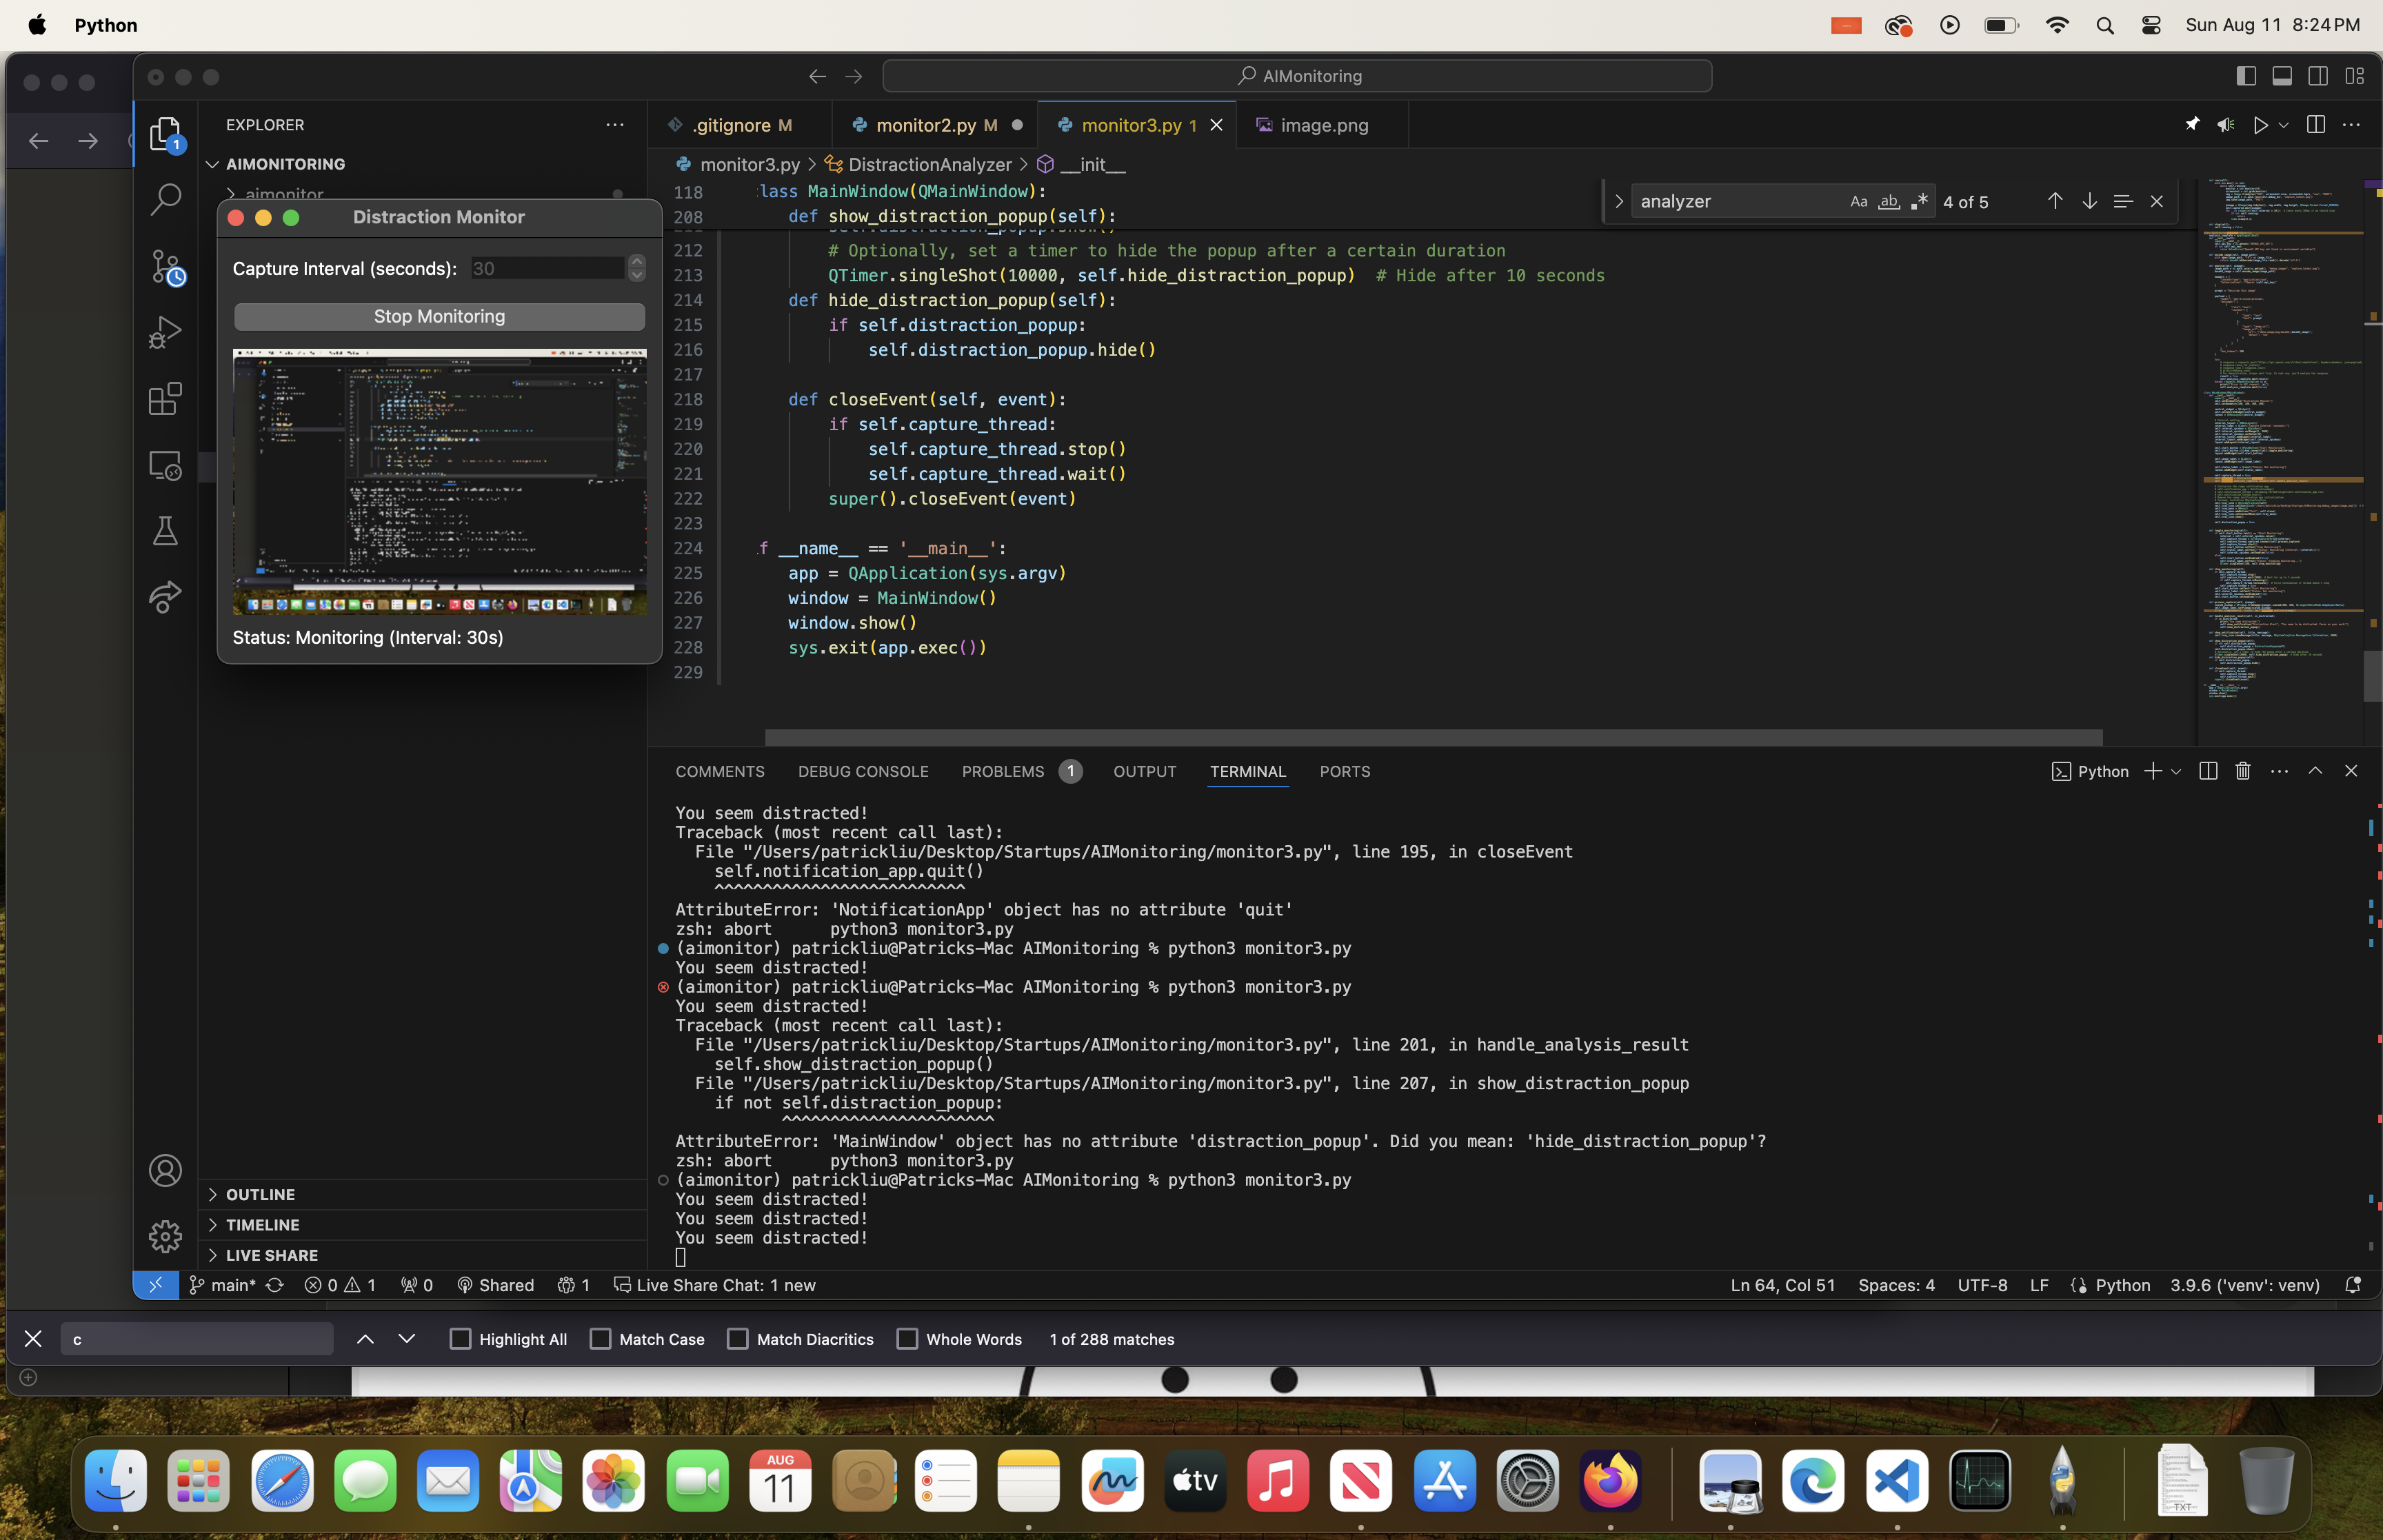 Python
Sun Aug 11 8:24 PM
AIMonitoring
EXPLORER
AIMONITORING
aimonitor
.gitignore M
monitor2.py M
monitor3.py 1
image.png
monitor3.py > DistractionAnalyzer > __init__
118 class MainWindow(QMainWindow):
208 def show_distraction_popup(self):
212 # Optionally, set a timer to hide the popup after a certain duration
213 QTimer.singleShot(10000, self.hide_distraction_popup) # Hide after 10 seconds
214 def hide_distraction_popup(self):
215 if self.distraction_popup:
216 self.distraction_popup.hide()
217
218 def closeEvent(self, event):
219 if self.capture_thread:
220 self.capture_thread.stop()
221 self.capture_thread.wait()
222 super().closeEvent(event)
223
224 if __name__ == '__main__':
225 app = QApplication(sys.argv)
226 window = MainWindow()
227 window.show()
228 sys.exit(app.exec())
229
analyzer
Aa ab .* 4 of 5
Distraction Monitor
Capture Interval (seconds): 30
Stop Monitoring
Status: Monitoring (Interval: 30s)
COMMENTS DEBUG CONSOLE PROBLEMS 1 OUTPUT TERMINAL PORTS
Python
You seem distracted!
Traceback (most recent call last):
File "/Users/patrickliu/Desktop/Startups/AIMonitoring/monitor3.py", line 195, in closeEvent
self.notification_app.quit()
^^^^^^^^^^^^^^^^^^^^^^^^^^
AttributeError: 'NotificationApp' object has no attribute 'quit'
zsh: abort python3 monitor3.py
(aimonitor) patrickliu@Patricks-Mac AIMonitoring % python3 monitor3.py
You seem distracted!
(aimonitor) patrickliu@Patricks-Mac AIMonitoring % python3 monitor3.py
You seem distracted!
Traceback (most recent call last):
File "/Users/patrickliu/Desktop/Startups/AIMonitoring/monitor3.py", line 201, in handle_analysis_result
self.show_distraction_popup()
File "/Users/patrickliu/Desktop/Startups/AIMonitoring/monitor3.py", line 207, in show_distraction_popup
if not self.distraction_popup:
^^^^^^^^^^^^^^^^^^^^^^
AttributeError: 'MainWindow' object has no attribute 'distraction_popup'. Did you mean: 'hide_distraction_popup'?
zsh: abort python3 monitor3.py
(aimonitor) patrickliu@Patricks-Mac AIMonitoring % python3 monitor3.py
You seem distracted!
You seem distracted!
You seem distracted!
OUTLINE
TIMELINE
LIVE SHARE
main* 0 1 0 Shared 1 Live Share Chat: 1 new
Ln 64, Col 51 Spaces: 4 UTF-8 LF Python 3.9.6 ('venv': venv)
c Highlight All Match Case Match Diacritics Whole Words 1 of 288 matches
AUG
11
tv
TXT